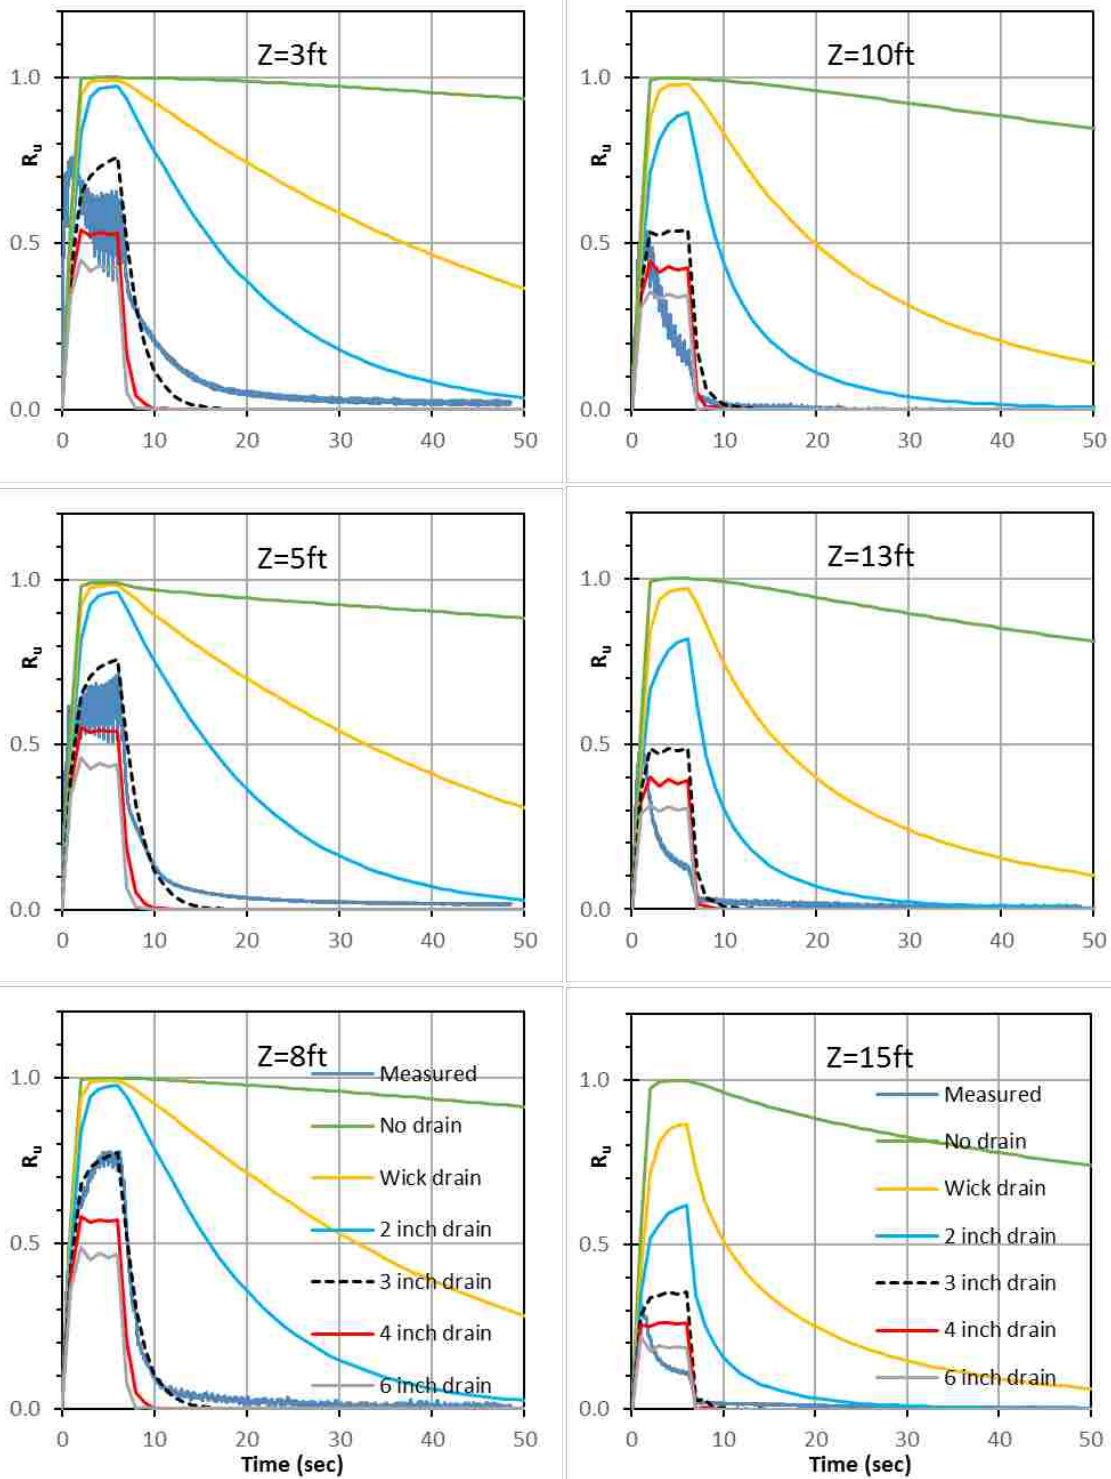 Z=3ft
1.0
Ru
0.5
0.0
0 10 20 30 40 50
Z=10ft
1.0
Ru
0.5
0.0
0 10 20 30 40 50
Z=5ft
1.0
Ru
0.5
0.0
0 10 20 30 40 50
Z=13ft
1.0
Ru
0.5
0.0
0 10 20 30 40 50
Z=8ft
1.0
Ru
0.5
0.0
Measured
No drain
Wick drain
2 inch drain
3 inch drain
4 inch drain
6 inch drain
0 10 20 30 40 50
Time (sec)
Z=15ft
1.0
Ru
0.5
0.0
Measured
No drain
Wick drain
2 inch drain
3 inch drain
4 inch drain
6 inch drain
0 10 20 30 40 50
Time (sec)